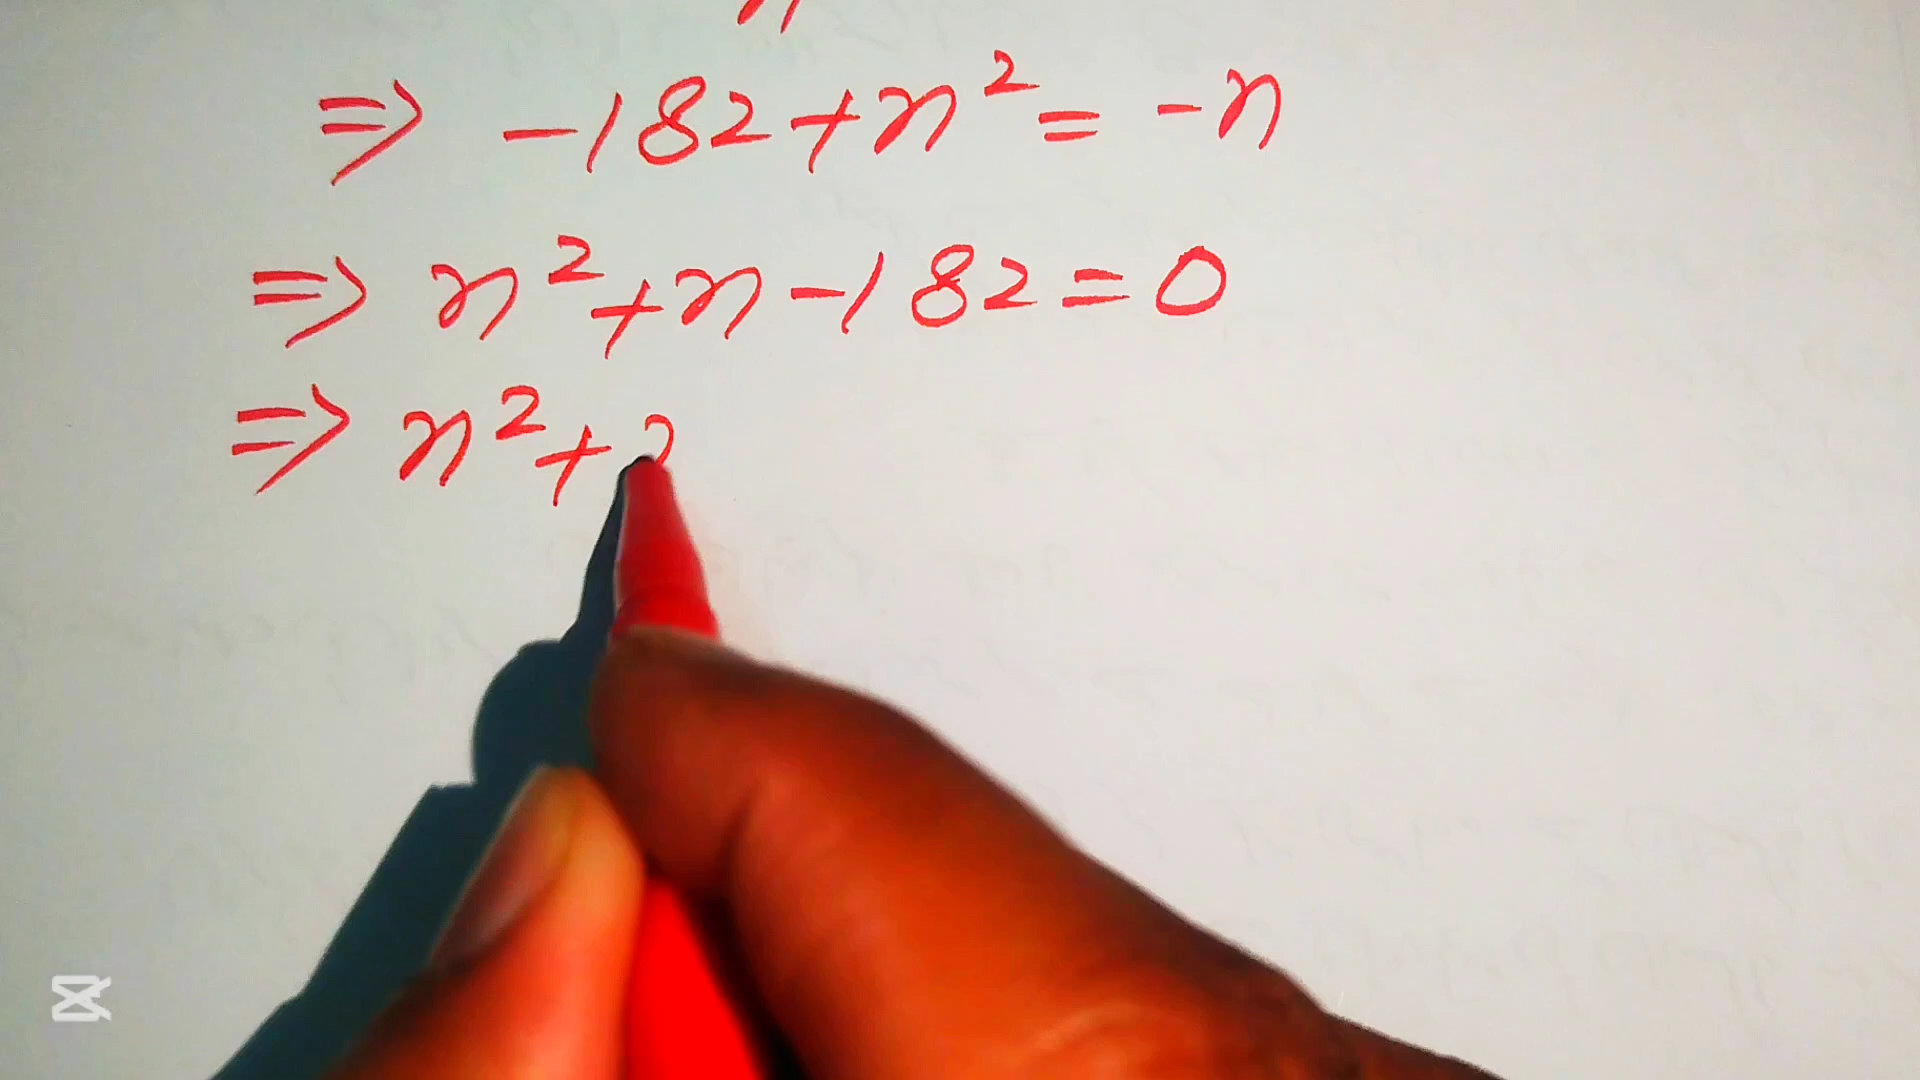 ⇒ -182+x² = -x
⇒ x²+x-182=0
⇒ x²+